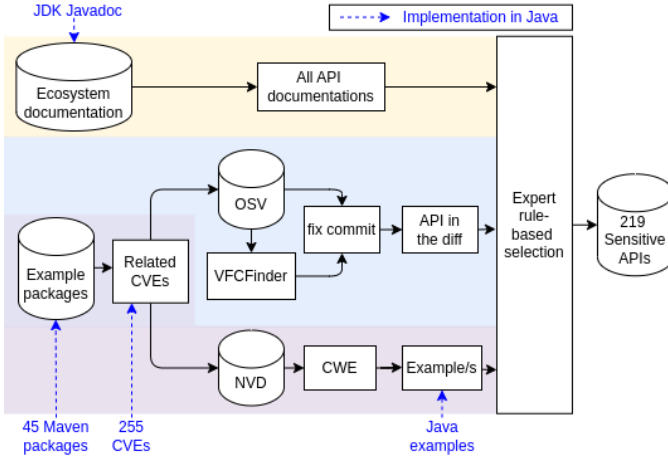 JDK Javadoc
Implementation in Java
Ecosystem
documentation
All API
documentations
OSV
Expert
rule-
based
selection
219
Sensitive
APIs
fix commit
API in
the diff
Example
packages
Related
CVEs
VFCFinder
NVD
CWE
Example/s
45 Maven
packages
255
CVEs
Java
examples